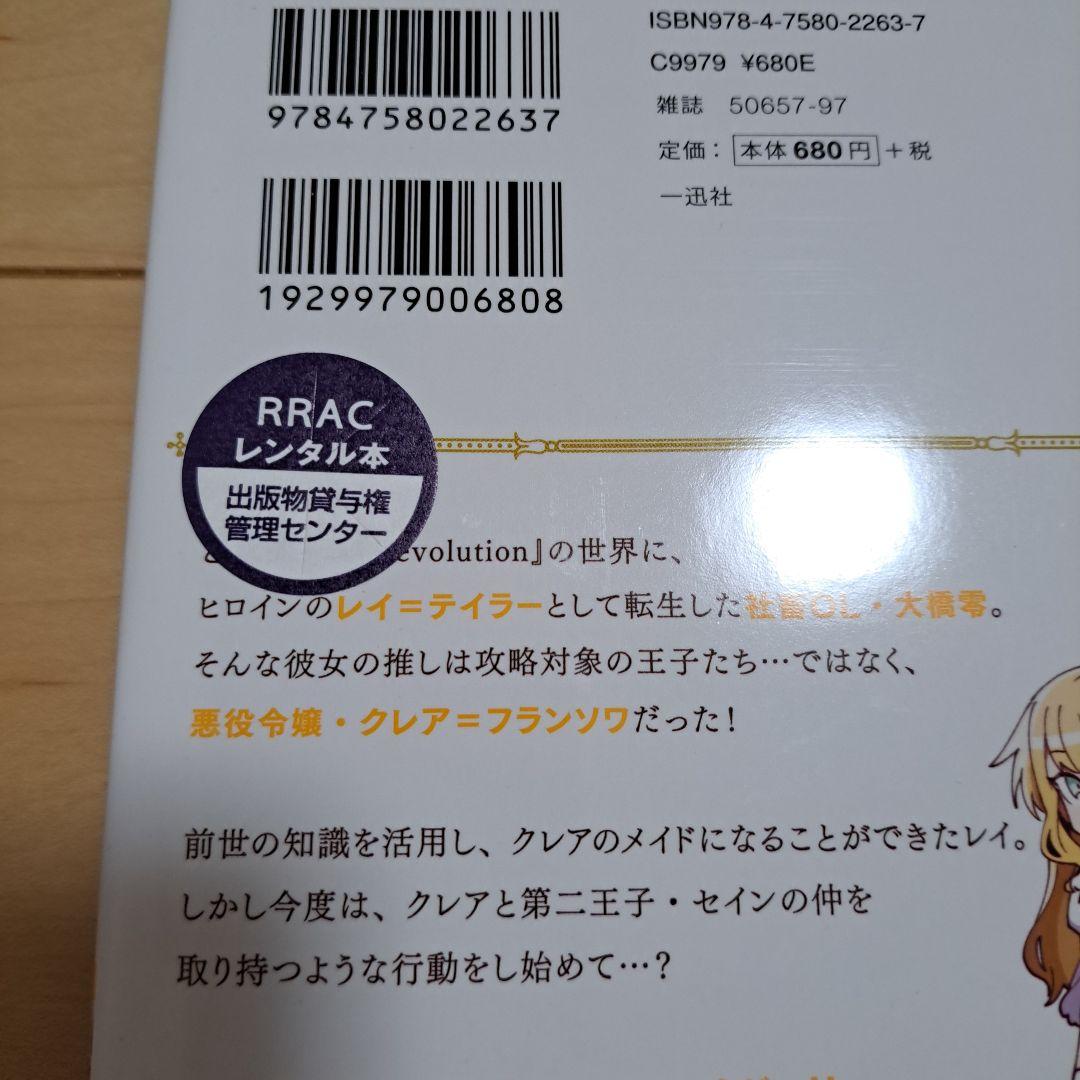 ISBN978-4-7580-2263-7
C9979 ¥680E
雑誌 50657-97
定価：本体680円+税
一迅社
9784758022637
1929979006808
RRAC
レンタル本
出版物貸与権
管理センター
evolution』の世界に、
ヒロインのレイ=テイラーとして転生した社畜OL・大橋零。
そんな彼女の推しは攻略対象の王子たち…ではなく、
悪役令嬢・クレア=フランソワだった!
前世の知識を活用し、クレアのメイドになることができたレイ。
しかし今度は、クレアと第二王子・セインの仲を
取り持つような行動をし始めて…?